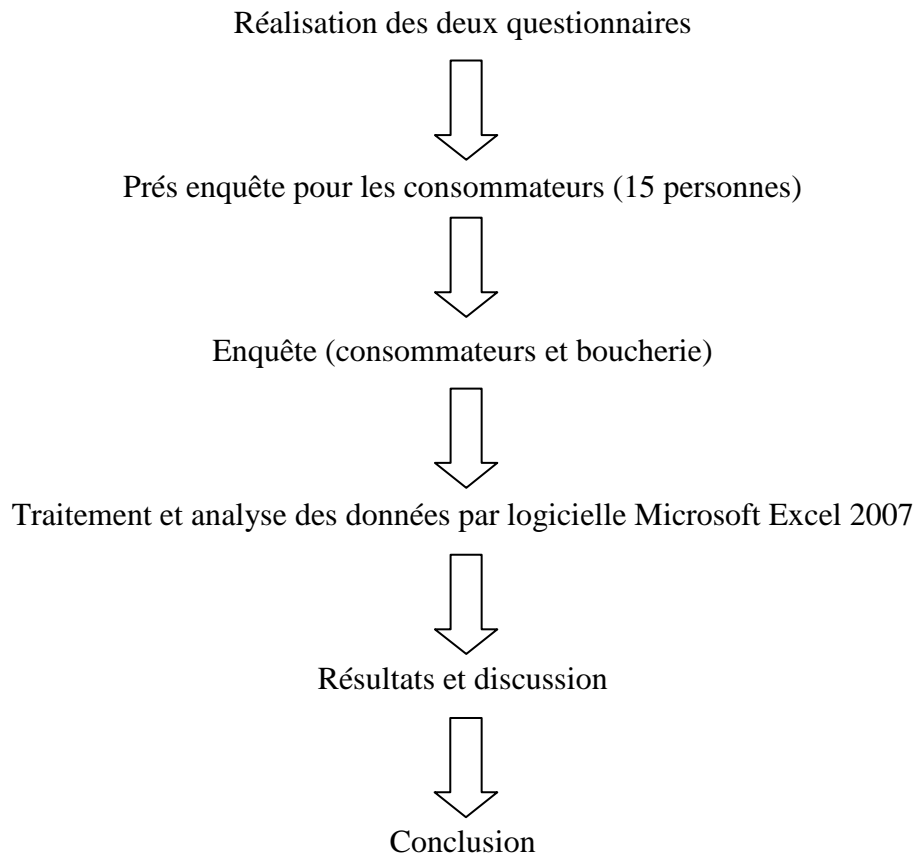 Réalisation des deux questionnaires
Prés enquête pour les consommateurs (15 personnes)
Enquête (consommateurs et boucherie)
Traitement et analyse des données par logicielle Microsoft Excel 2007
Résultats et discussion
Conclusion